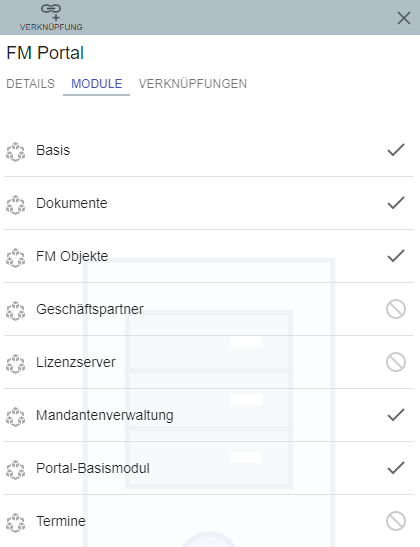 VERKNÜPFUNG
FM Portal
DETAILS MODULE VERKNÜPFUNGEN
Basis
Dokumente
FM Objekte
Geschäftspartner
Lizenzserver
Mandantenverwaltung
Portal-Basismodul
Termine